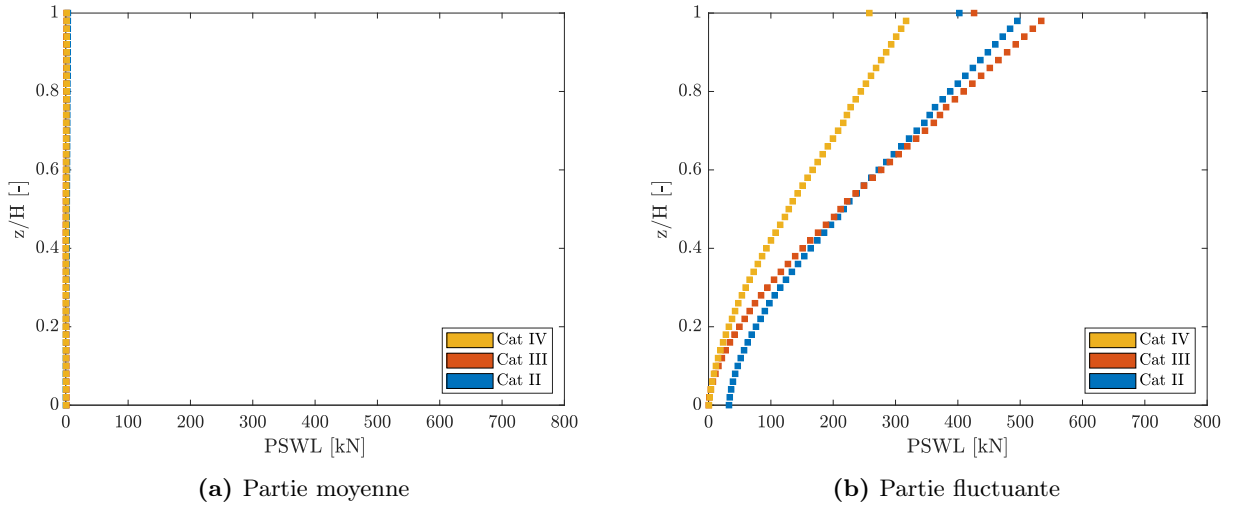 1
0.8
0.6
0.4
0.2
0
z/H [-]
0 100 200 300 400 500 600 700 800
PSWL [kN]
Cat IV
Cat III
Cat II
(a) Partie moyenne
1
0.8
0.6
0.4
0.2
0
z/H [-]
0 100 200 300 400 500 600 700 800
PSWL [kN]
Cat IV
Cat III
Cat II
(b) Partie fluctuante